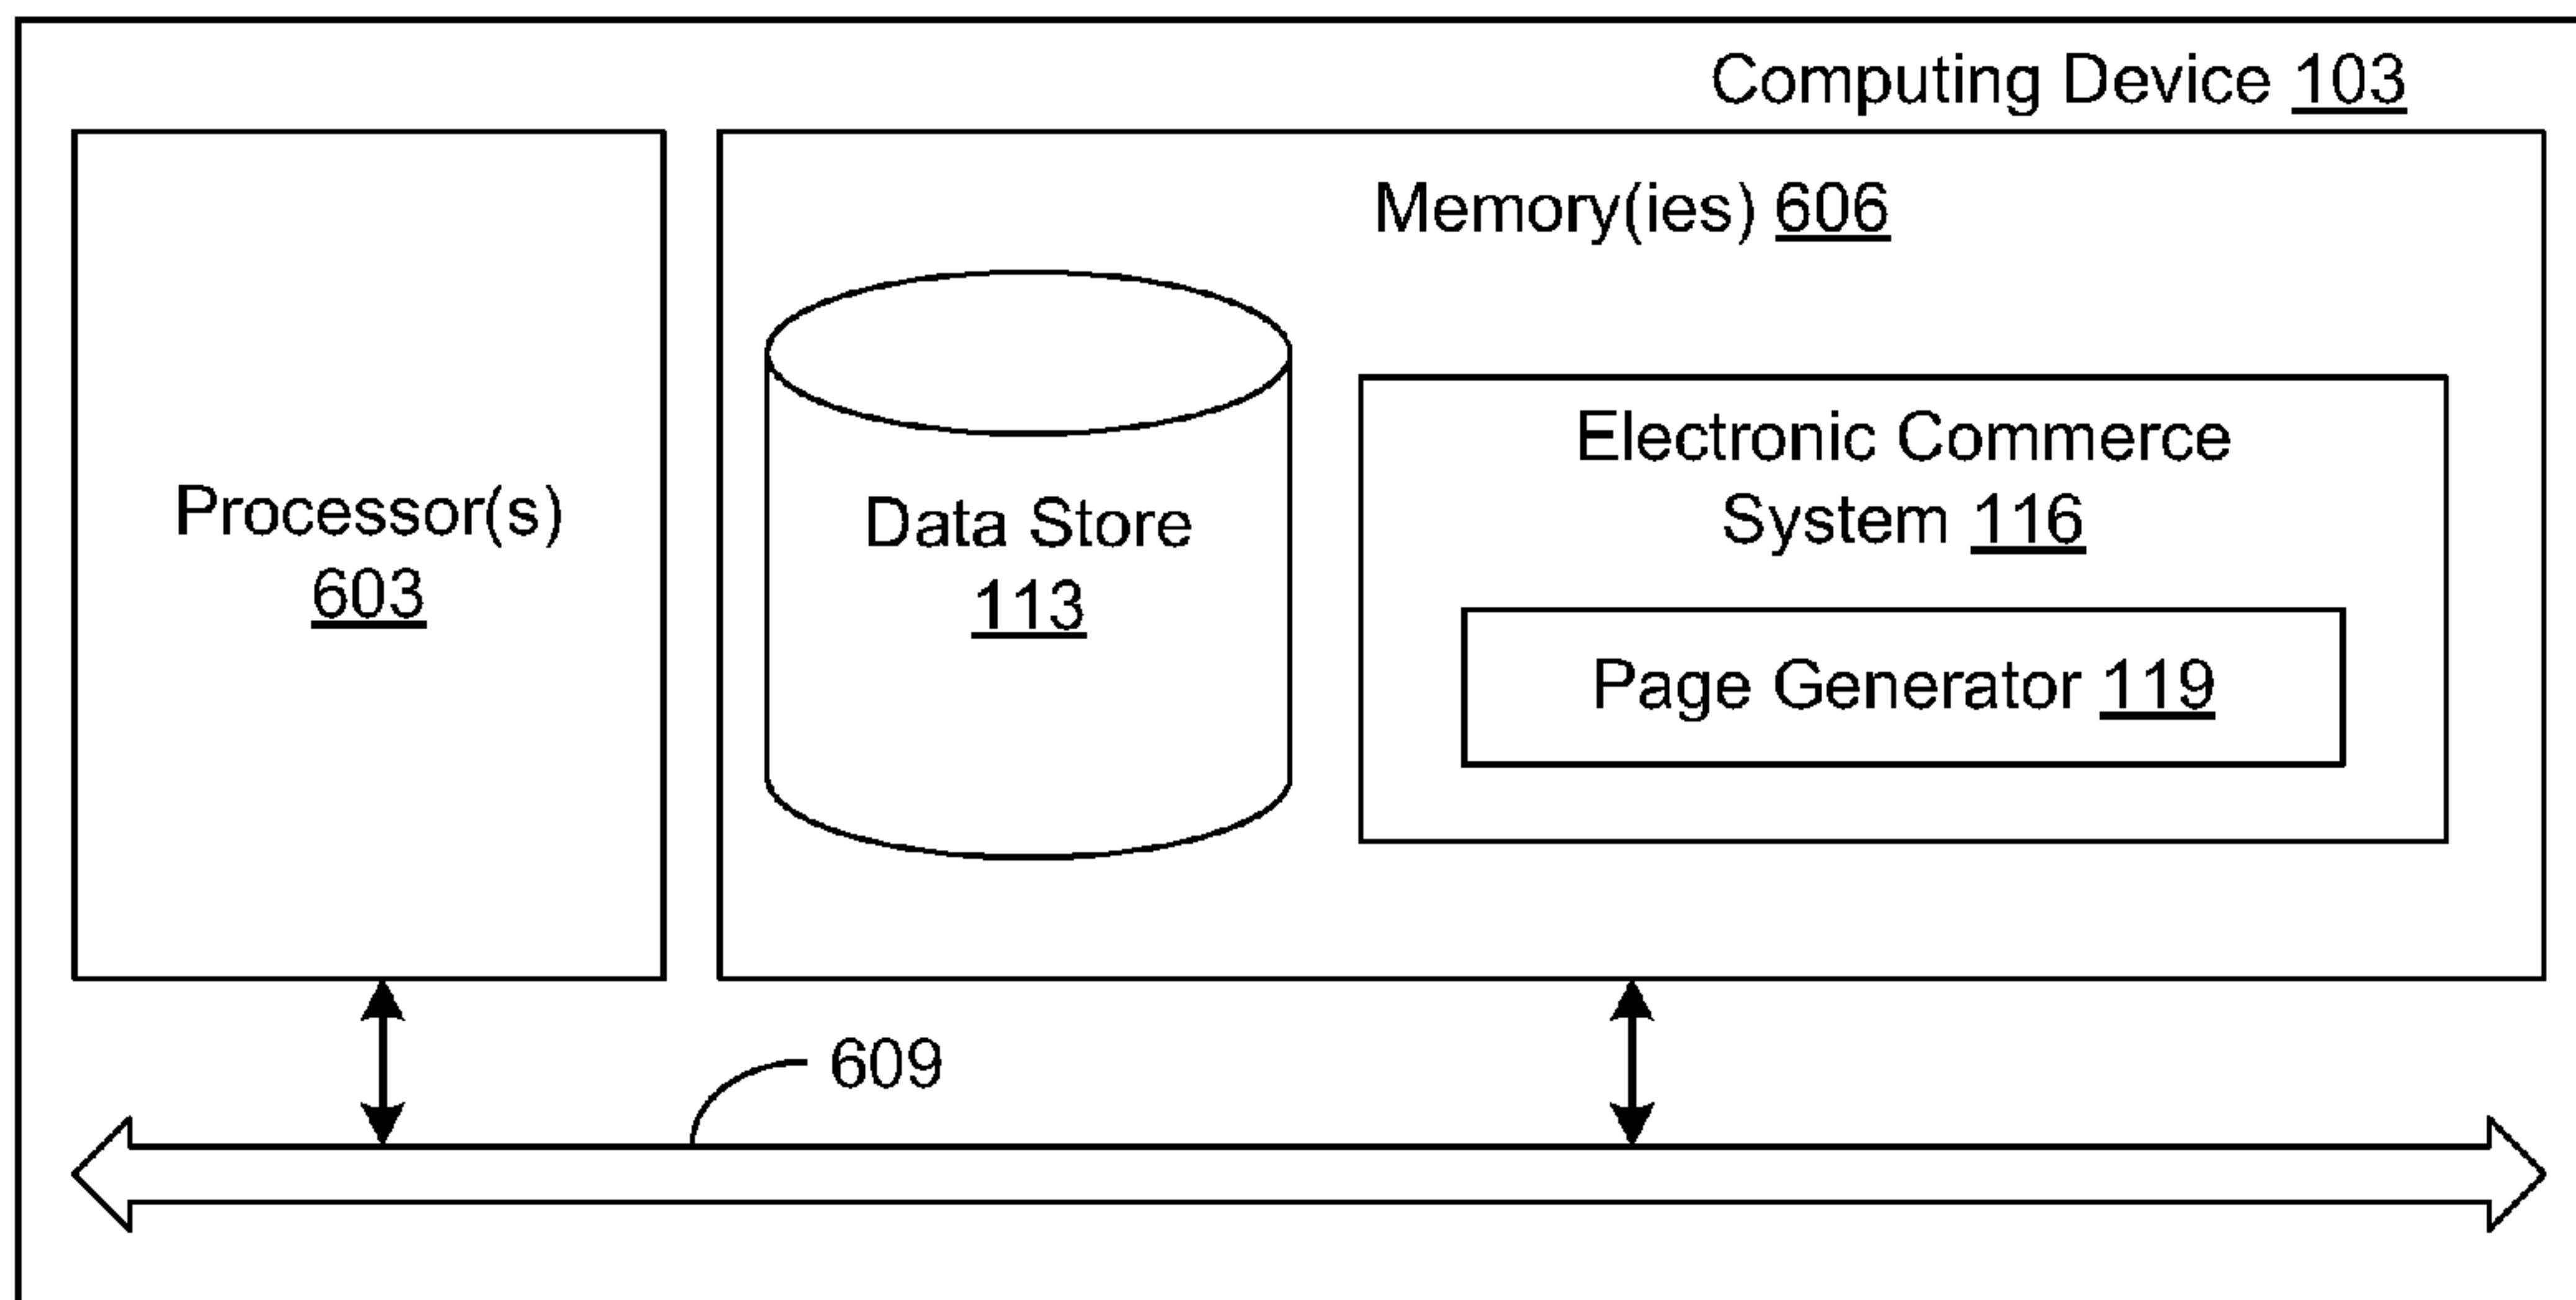 Computing Device 103
Memory(ies) 606
Processor(s)
603
Data Store
113
Electronic Commerce
System 116
Page Generator 119
609